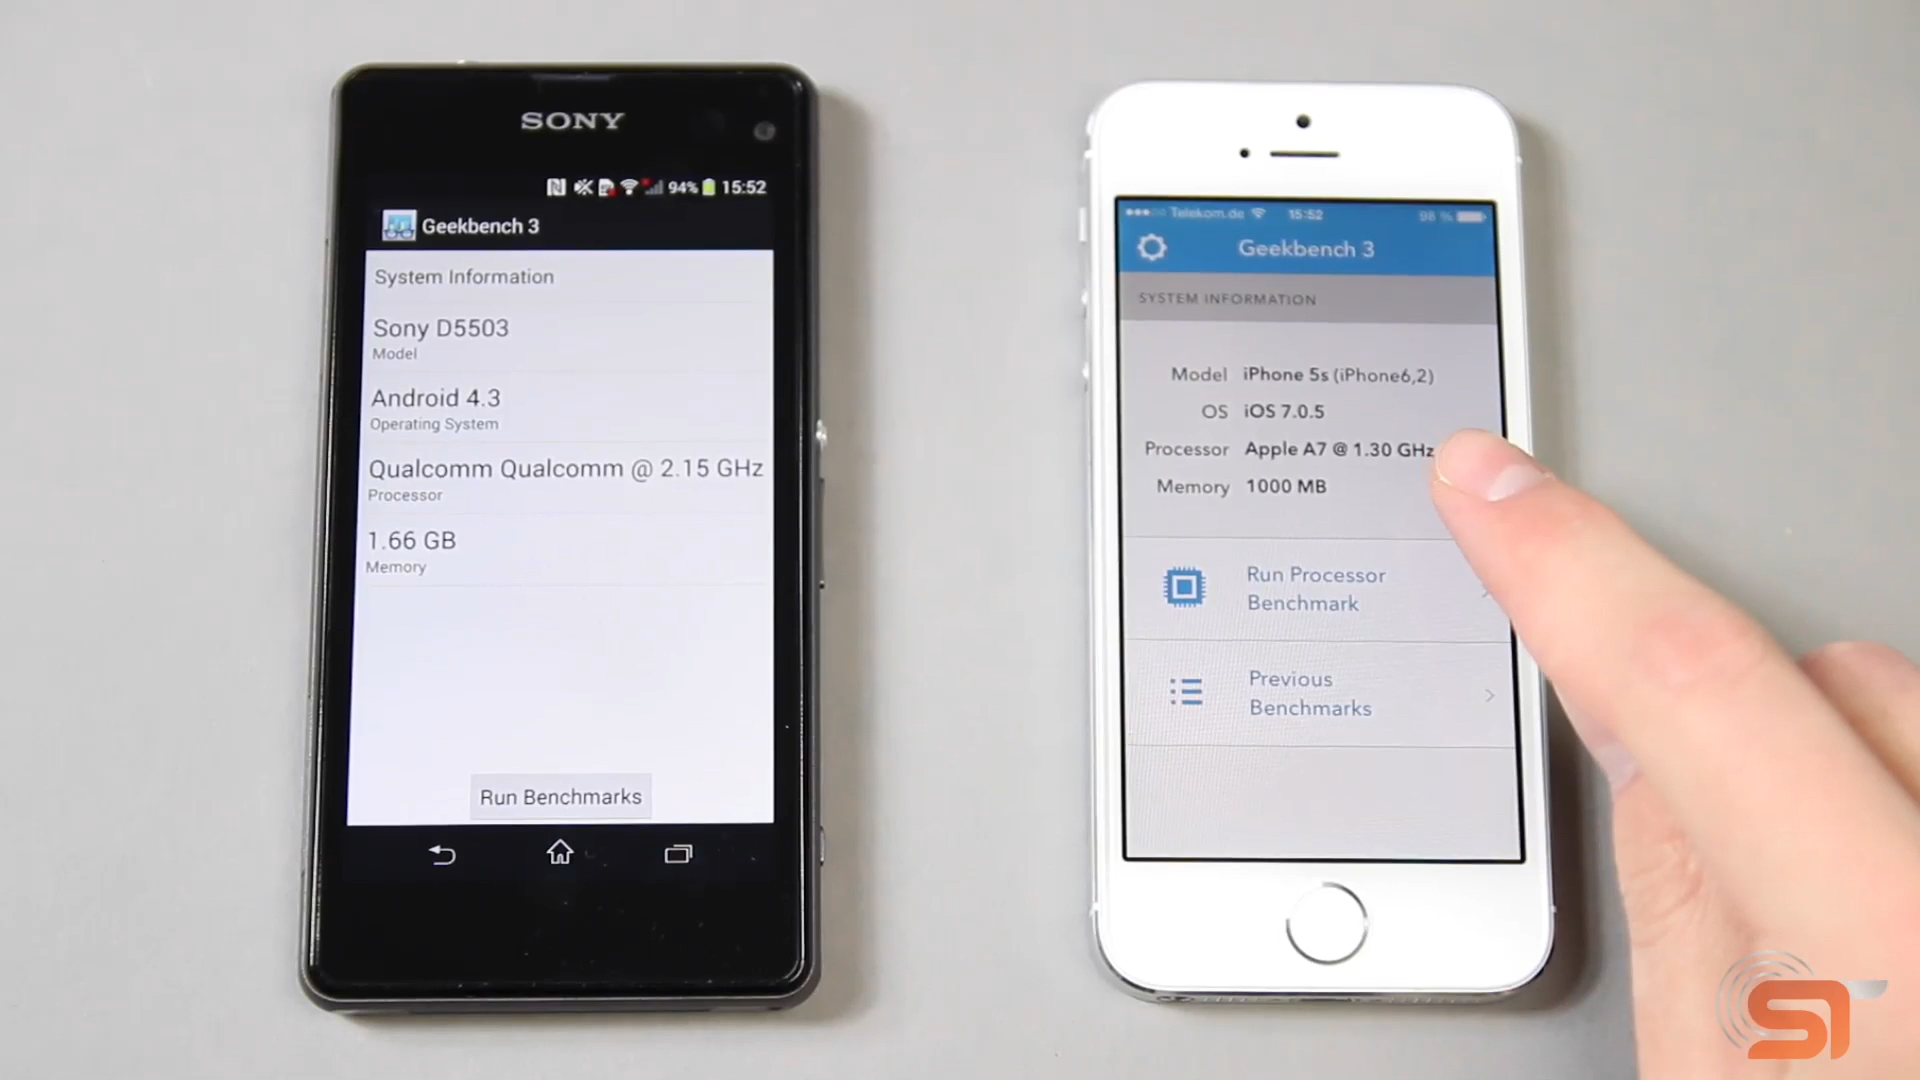 SONY
94% 15:52
Geekbench 3
System Information
Sony D5503
Model
Android 4.3
Operating System
Qualcomm Qualcomm @ 2.15 GHz
Processor
1.66 GB
Memory
Run Benchmarks
Telekom.de 15:52 98 %
Geekbench 3
SYSTEM INFORMATION
Model iPhone 5s (iPhone6,2)
OS iOS 7.0.5
Processor Apple A7 @ 1.30 GHz
Memory 1000 MB
Run Processor
Benchmark
Previous
Benchmarks
ST